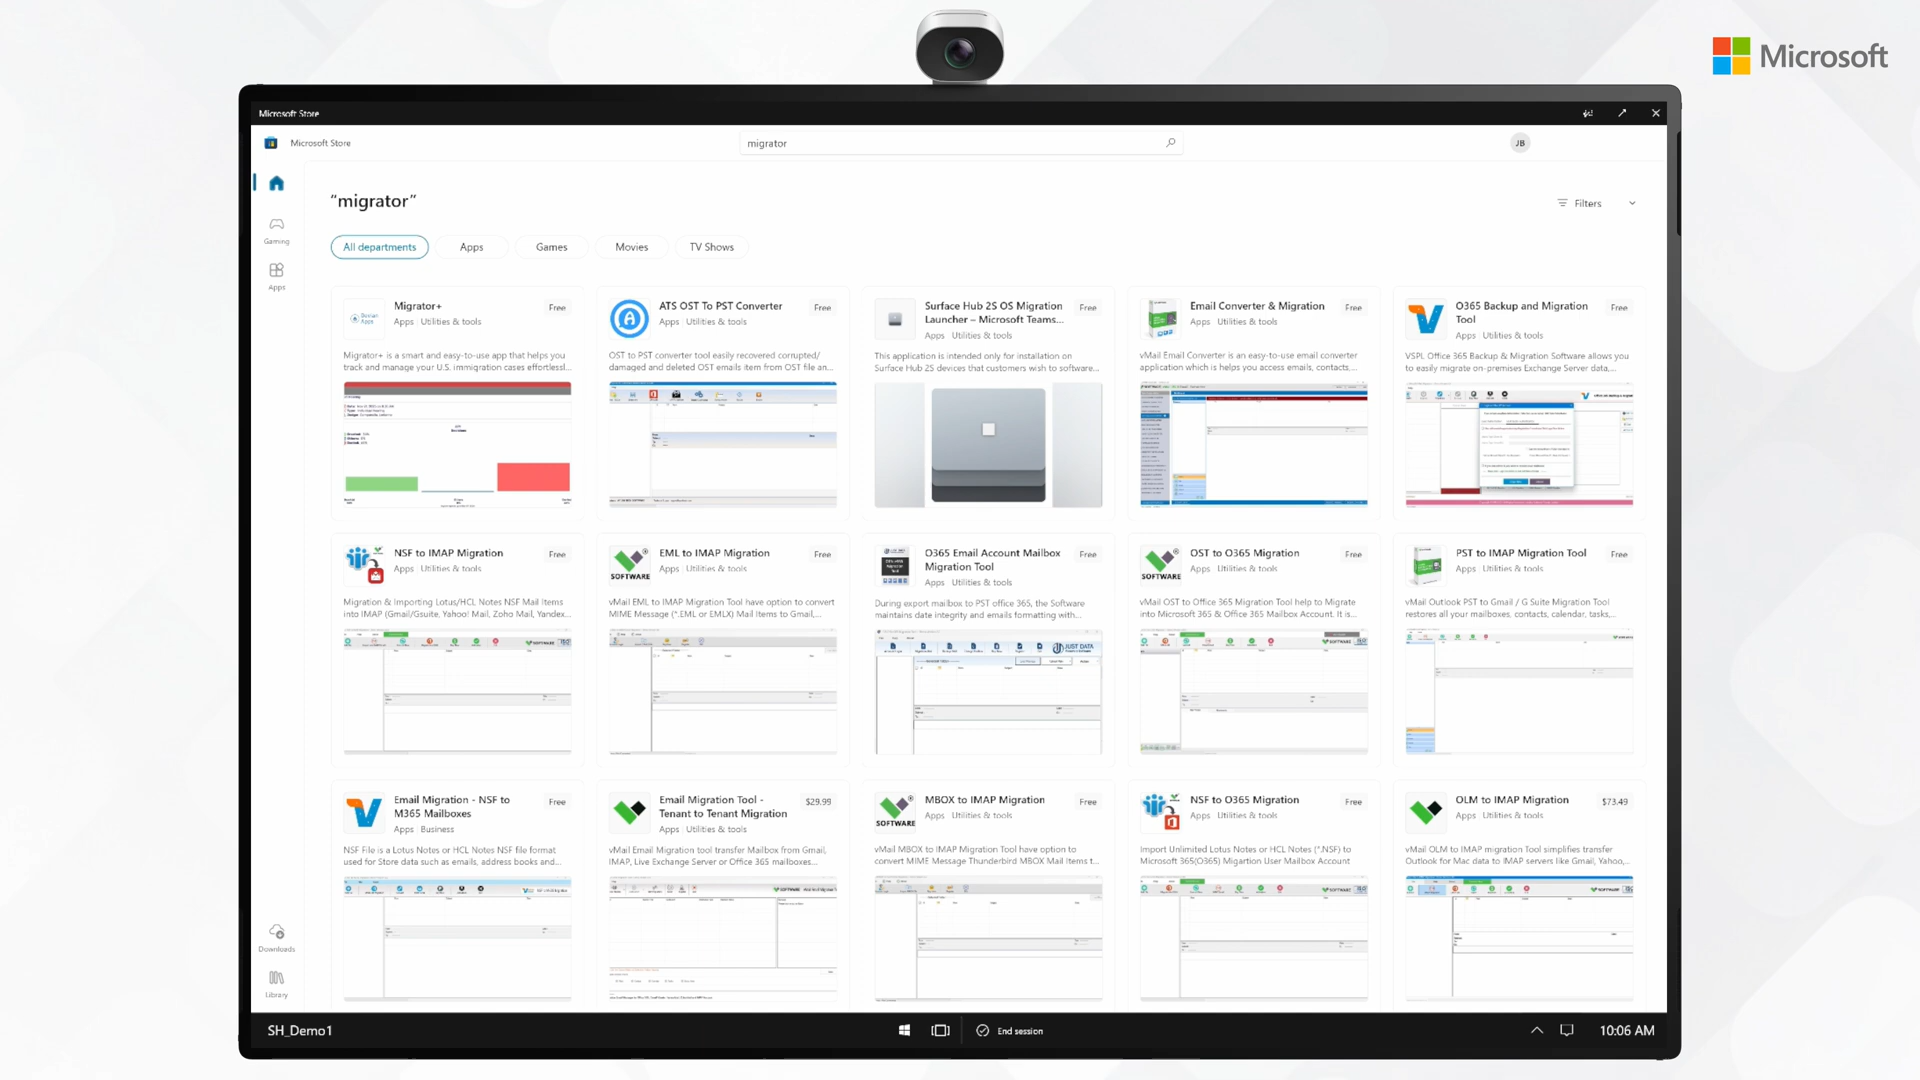 Microsoft
Microsoft Store
Microsoft Store
migrator
JB
"migrator"
Filters
Gaming
Apps
All departments
Apps
Games
Movies
TV Shows
Migrator+
Free
Apps Utilities & tools
Migrator+ is a smart and easy-to-use app that helps you
track and manage your U.S. immigration cases effortlessl...
ATS OST To PST Converter
Free
Apps Utilities & tools
OST to PST converter tool easily recovered corrupted/
damaged and deleted OST emails item from OST file an...
Surface Hub 2S OS Migration
Launcher – Microsoft Teams...
Free
Apps Utilities & tools
This application is intended only for installation on
Surface Hub 2S devices that customers wish to software...
Email Converter & Migration
Free
Apps Utilities & tools
vMail Email Converter is an easy-to-use email converter
application which is helps you access emails, contacts,...
O365 Backup and Migration
Tool
Free
Apps Utilities & tools
VSPL Office 365 Backup & Migration Software allows you
to easily migrate on-premises Exchange Server data,...
NSF to IMAP Migration
Free
Apps Utilities & tools
Migration & Importing Lotus/HCL Notes NSF Mail Items
into IMAP (Gmail/Gsuite, Yahoo! Mail, Zoho Mail, Yandex...
SOFTWARE
EML to IMAP Migration
Free
Apps Utilities & tools
vMail EML to IMAP Migration Tool have option to convert
MIME Message (*.EML or EMLX) Mail Items to Gmail,...
O365 Email Account Mailbox
Migration Tool
Free
Apps Utilities & tools
During export mailbox to PST office 365, the Software
maintains date integrity and emails formatting with...
JUST DATA
SOFTWARE
OST to O365 Migration
Free
Apps Utilities & tools
vMail OST to Office 365 Migration Tool help to Migrate
into Microsoft 365 & Office 365 Mailbox Account. It is...
PST to IMAP Migration Tool
Free
Apps Utilities & tools
vMail Outlook PST to Gmail / G Suite Migration Tool
restores all your mailboxes, contacts, calendar, tasks,...
Email Migration - NSF to
M365 Mailboxes
Free
Apps Business
NSF File is a Lotus Notes or HCL Notes NSF file format
used for Store data such as emails, address books and...
Email Migration Tool -
Tenant to Tenant Migration
$29.99
Apps Utilities & tools
vMail Email Migration tool transfer Mailbox from Gmail,
IMAP, Live Exchange Server or Office 365 mailboxes...
SOFTWARE
MBOX to IMAP Migration
Free
Apps Utilities & tools
vMail MBOX to IMAP Migration Tool have option to
convert MIME Message Thunderbird MBOX Mail Items t...
NSF to O365 Migration
Free
Apps Utilities & tools
Import Unlimited Lotus Notes or HCL Notes (*.NSF) to
Microsoft 365(O365) Migartion User Mailbox Account
OLM to IMAP Migration
$73.49
Apps Utilities & tools
vMail OLM to IMAP migration Tool simplifies transfer
Outlook for Mac data to IMAP servers like Gmail, Yahoo,...
Downloads
Library
SH_Demo1
End session
10:06 AM